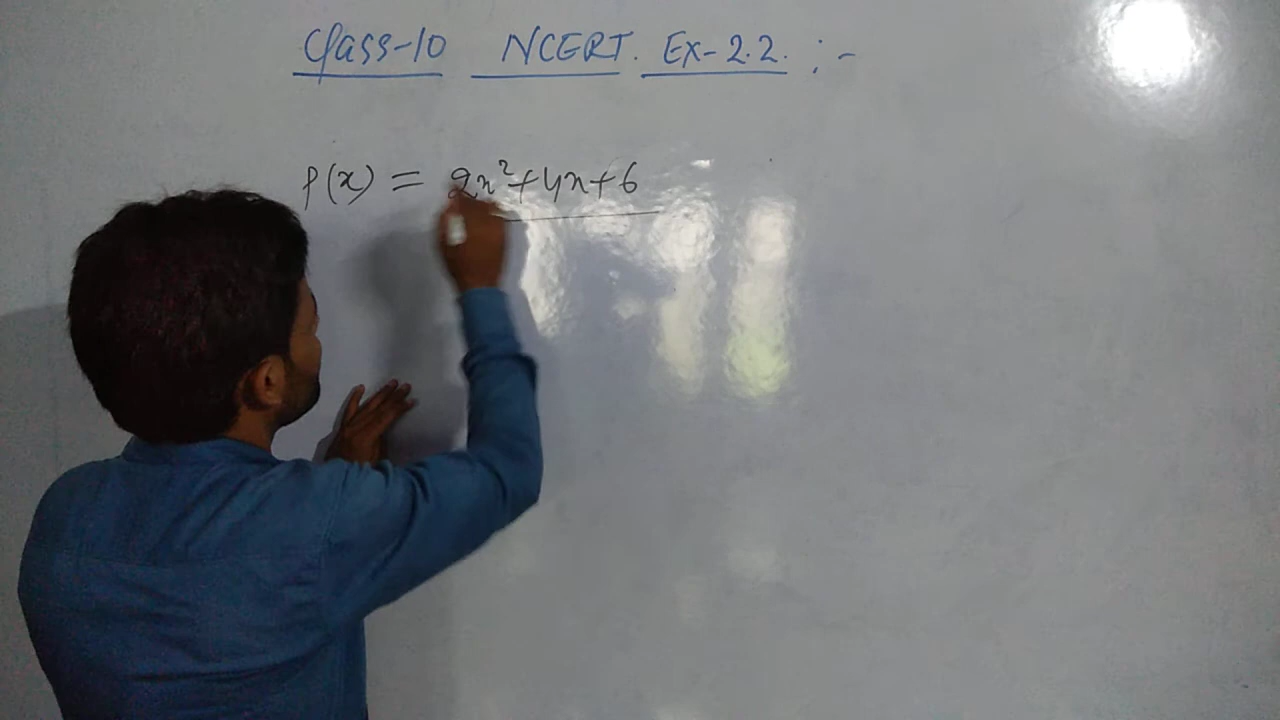 Class-10 NCERT. Ex-2.2. :-
p(x) = 2x²+4x+6